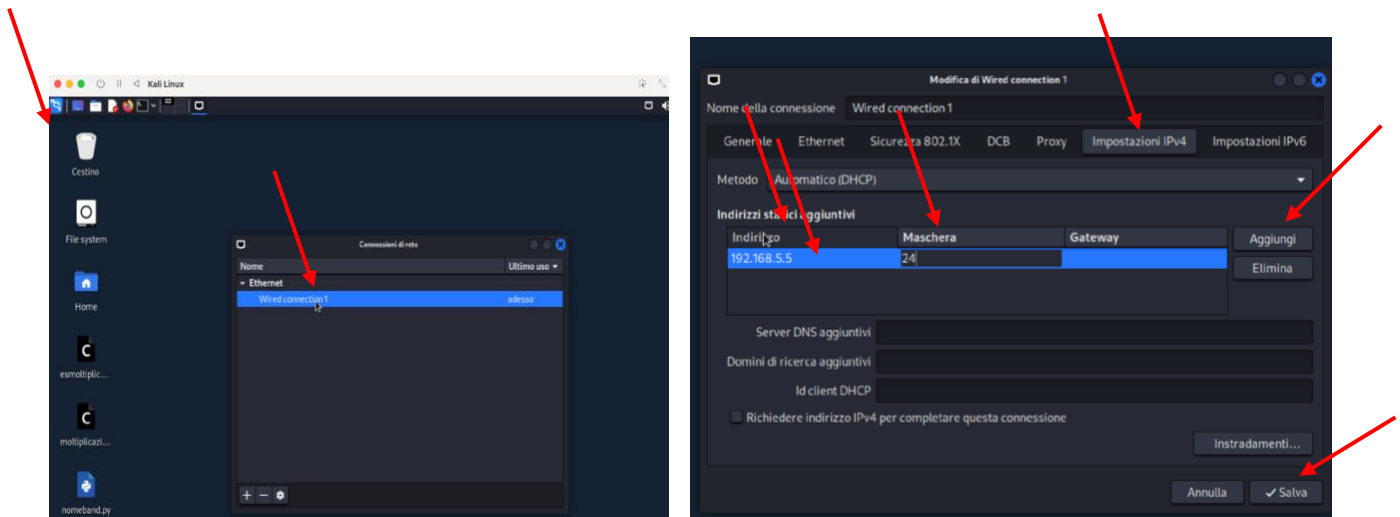 Kali Linux
Cestino
File system
Home
esmoltiplic...
moltiplicazi...
nomeband.py
Connessioni di rete
Nome Ultimo uso
Ethernet
Wired connection 1 adesso
Modifica di Wired connection 1
Nome della connessione Wired connection 1
Generale Ethernet Sicurezza 802.1X DCB Proxy Impostazioni IPv4 Impostazioni IPv6
Metodo Automatico (DHCP)
Indirizzi statici aggiuntivi
Indirizzo Maschera Gateway Aggiungi
192.168.5.5 24
Elimina
Server DNS aggiuntivi
Domini di ricerca aggiuntivi
Id client DHCP
Richiedere indirizzo IPv4 per completare questa connessione
Instradamenti...
Annulla Salva